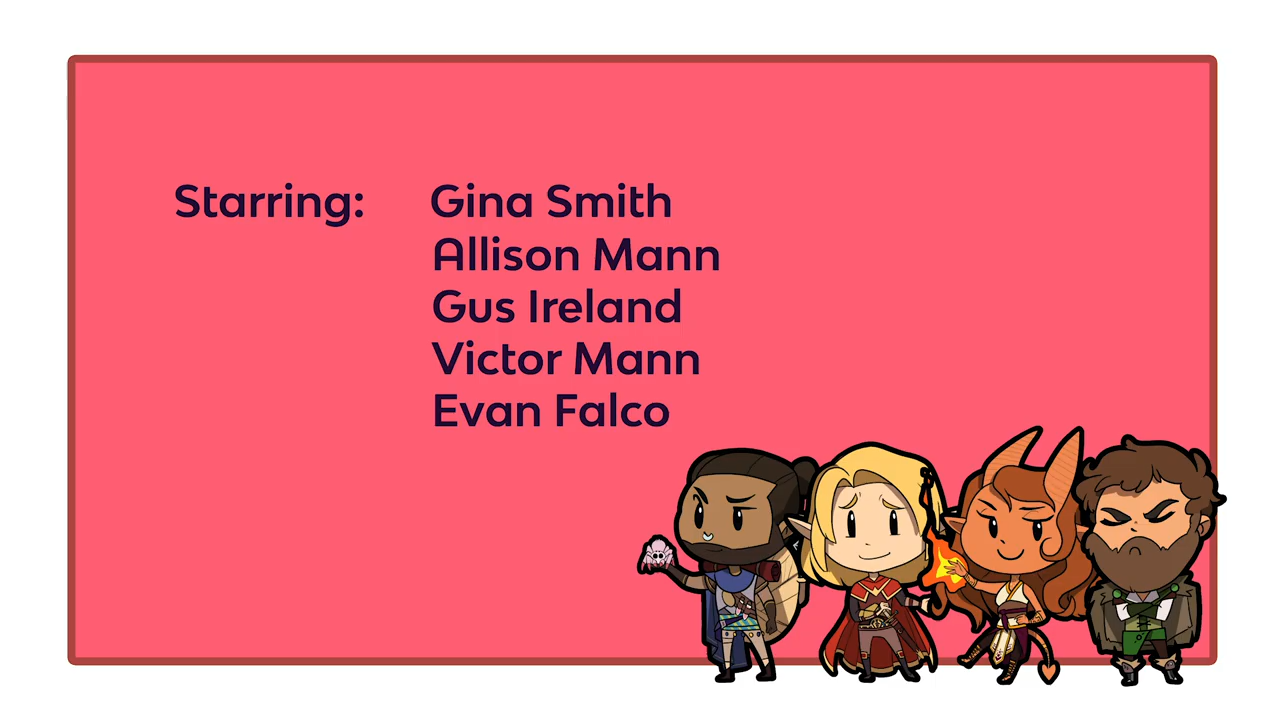 Starring: Gina Smith
Allison Mann
Gus Ireland
Victor Mann
Evan Falco